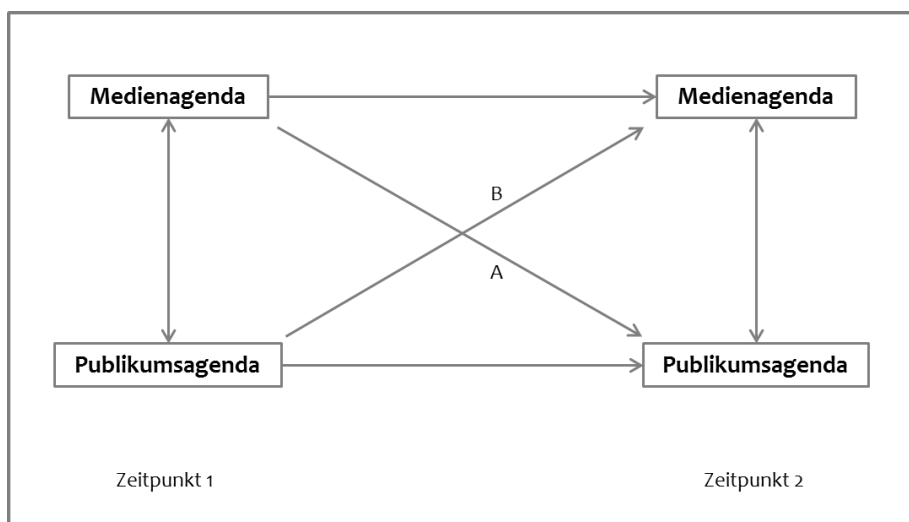 Medienagenda
Medienagenda
B
A
Publikumsagenda
Publikumsagenda
Zeitpunkt 1
Zeitpunkt 2